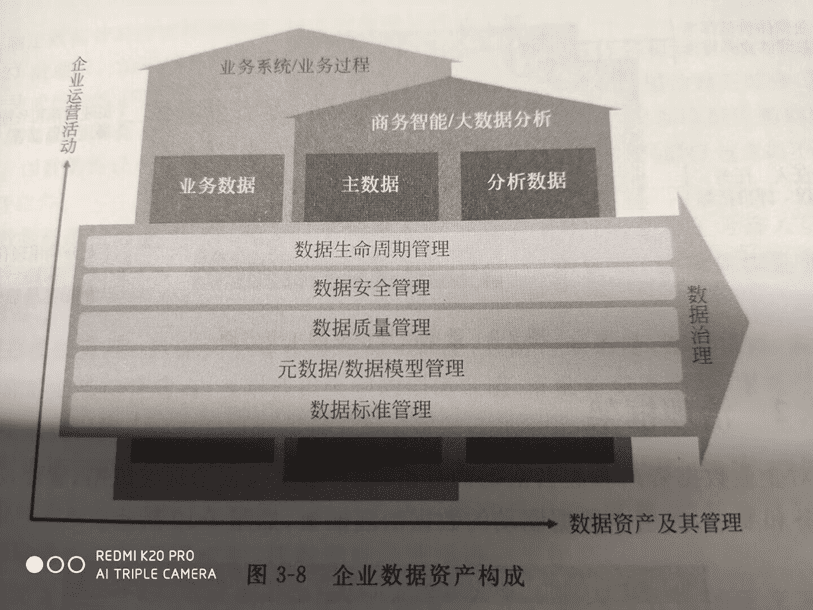 企业运营活动
业务系统/业务过程
商务智能/大数据分析
业务数据
主数据
分析数据
数据生命周期管理
数据安全管理
数据质量管理
元数据/数据模型管理
数据标准管理
数据治理
数据资产及其管理
REDMI K20 PRO
AI TRIPLE CAMERA
图 3-8 企业数据资产构成